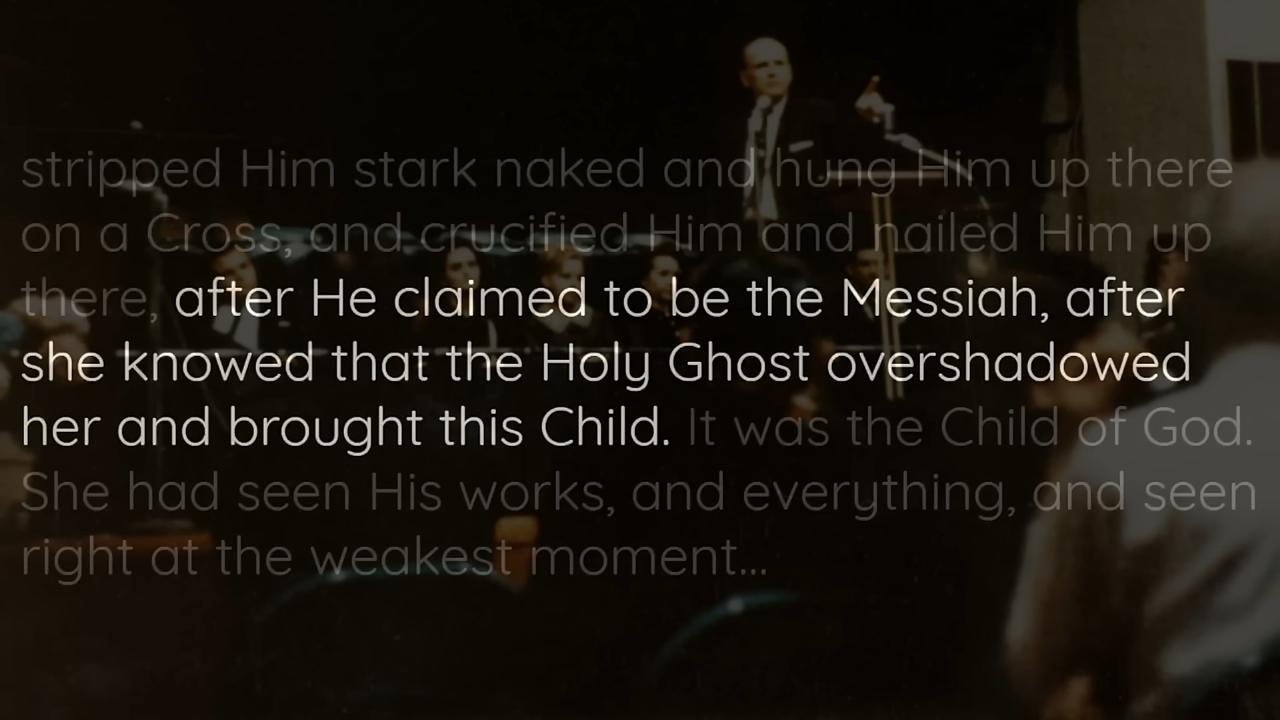 stripped Him stark naked and hung Him up there
on a Cross, and crucified Him and nailed Him up
there, after He claimed to be the Messiah, after
she knowed that the Holy Ghost overshadowed
her and brought this Child. It was the Child of God.
She had seen His works, and everything, and seen
right at the weakest moment...